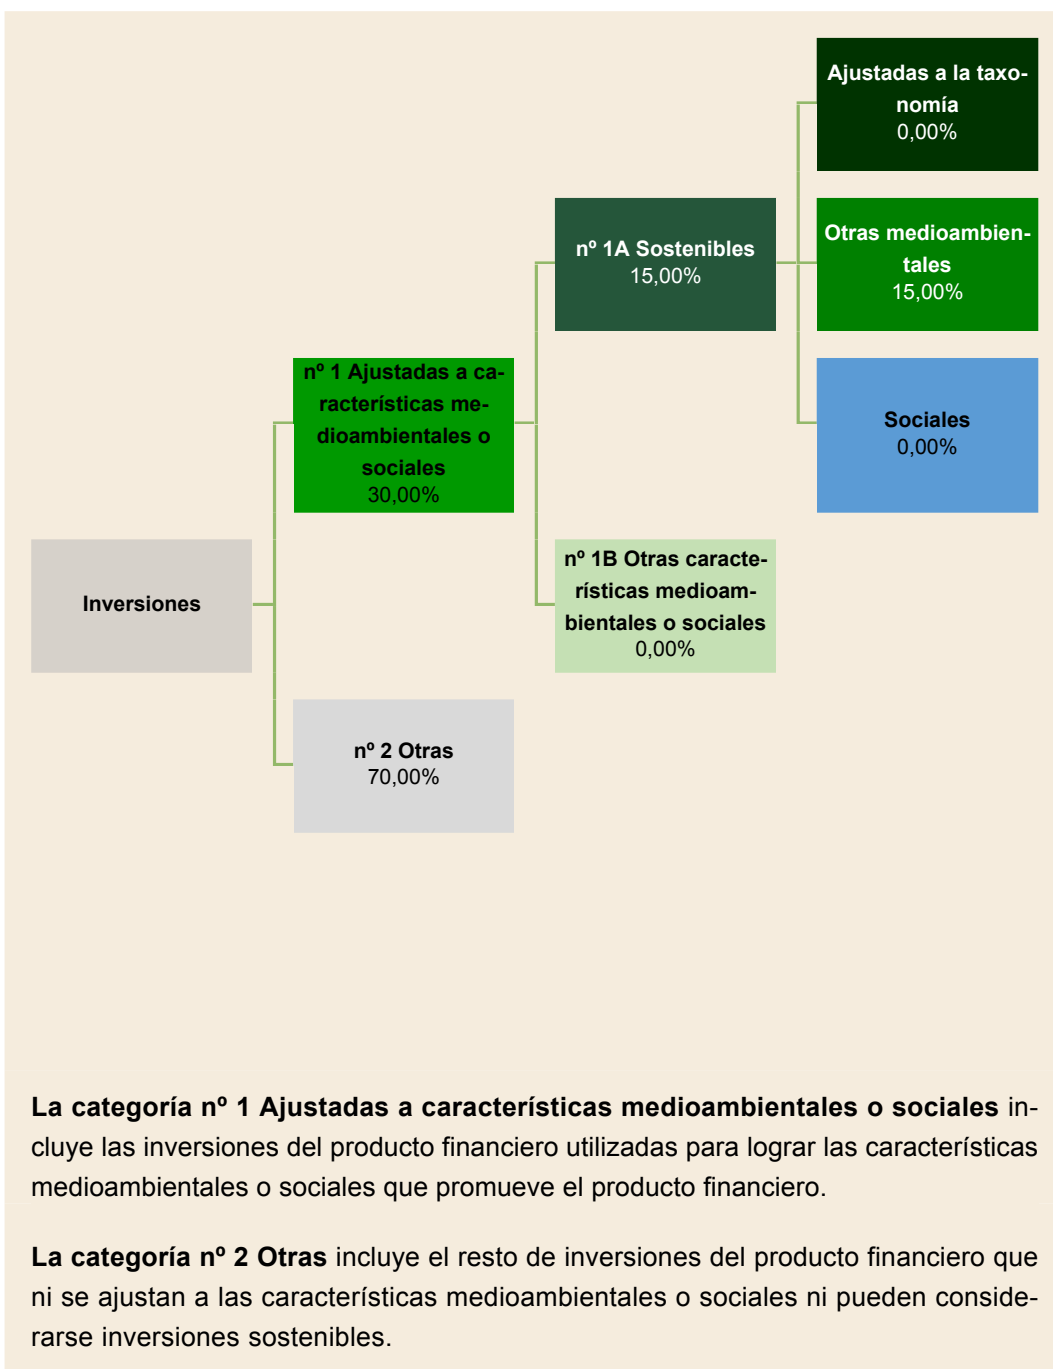 Ajustadas a la taxo-
nomía
0,00%
nº 1A Sostenibles
15,00%
Otras medioambien-
tales
15,00%
nº 1 Ajustadas a ca-
racterísticas me-
dioambientales o
sociales
30,00%
Sociales
0,00%
Inversiones
nº 1B Otras caracte-
rísticas medioam-
bientales o sociales
0,00%
nº 2 Otras
70,00%
La categoría nº 1 Ajustadas a características medioambientales o sociales in-
cluye las inversiones del producto financiero utilizadas para lograr las características
medioambientales o sociales que promueve el producto financiero.
La categoría nº 2 Otras incluye el resto de inversiones del producto financiero que
ni se ajustan a las características medioambientales o sociales ni pueden conside-
rarse inversiones sostenibles.